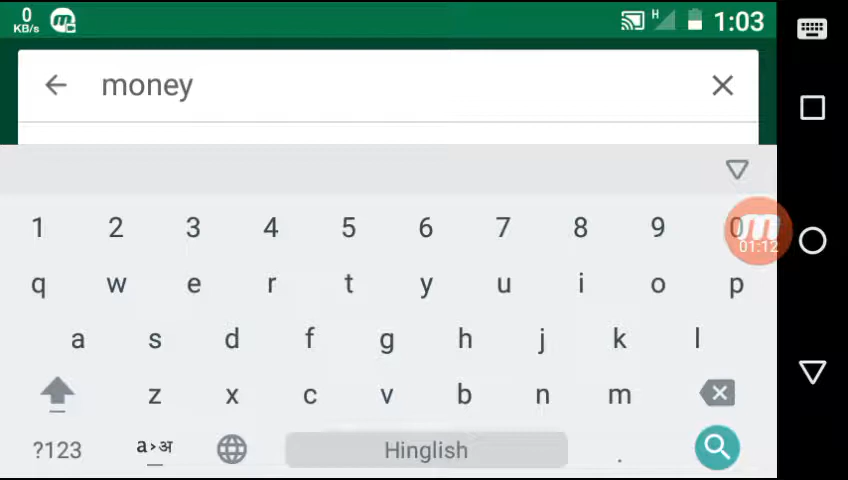 0
KB/s
H
1:03
money
1 2 3 4 5 6 7 8 9 0
01:12
q w e r t y u i o p
a s d f g h j k l
z x c v b n m
?123 a›अ Hinglish .